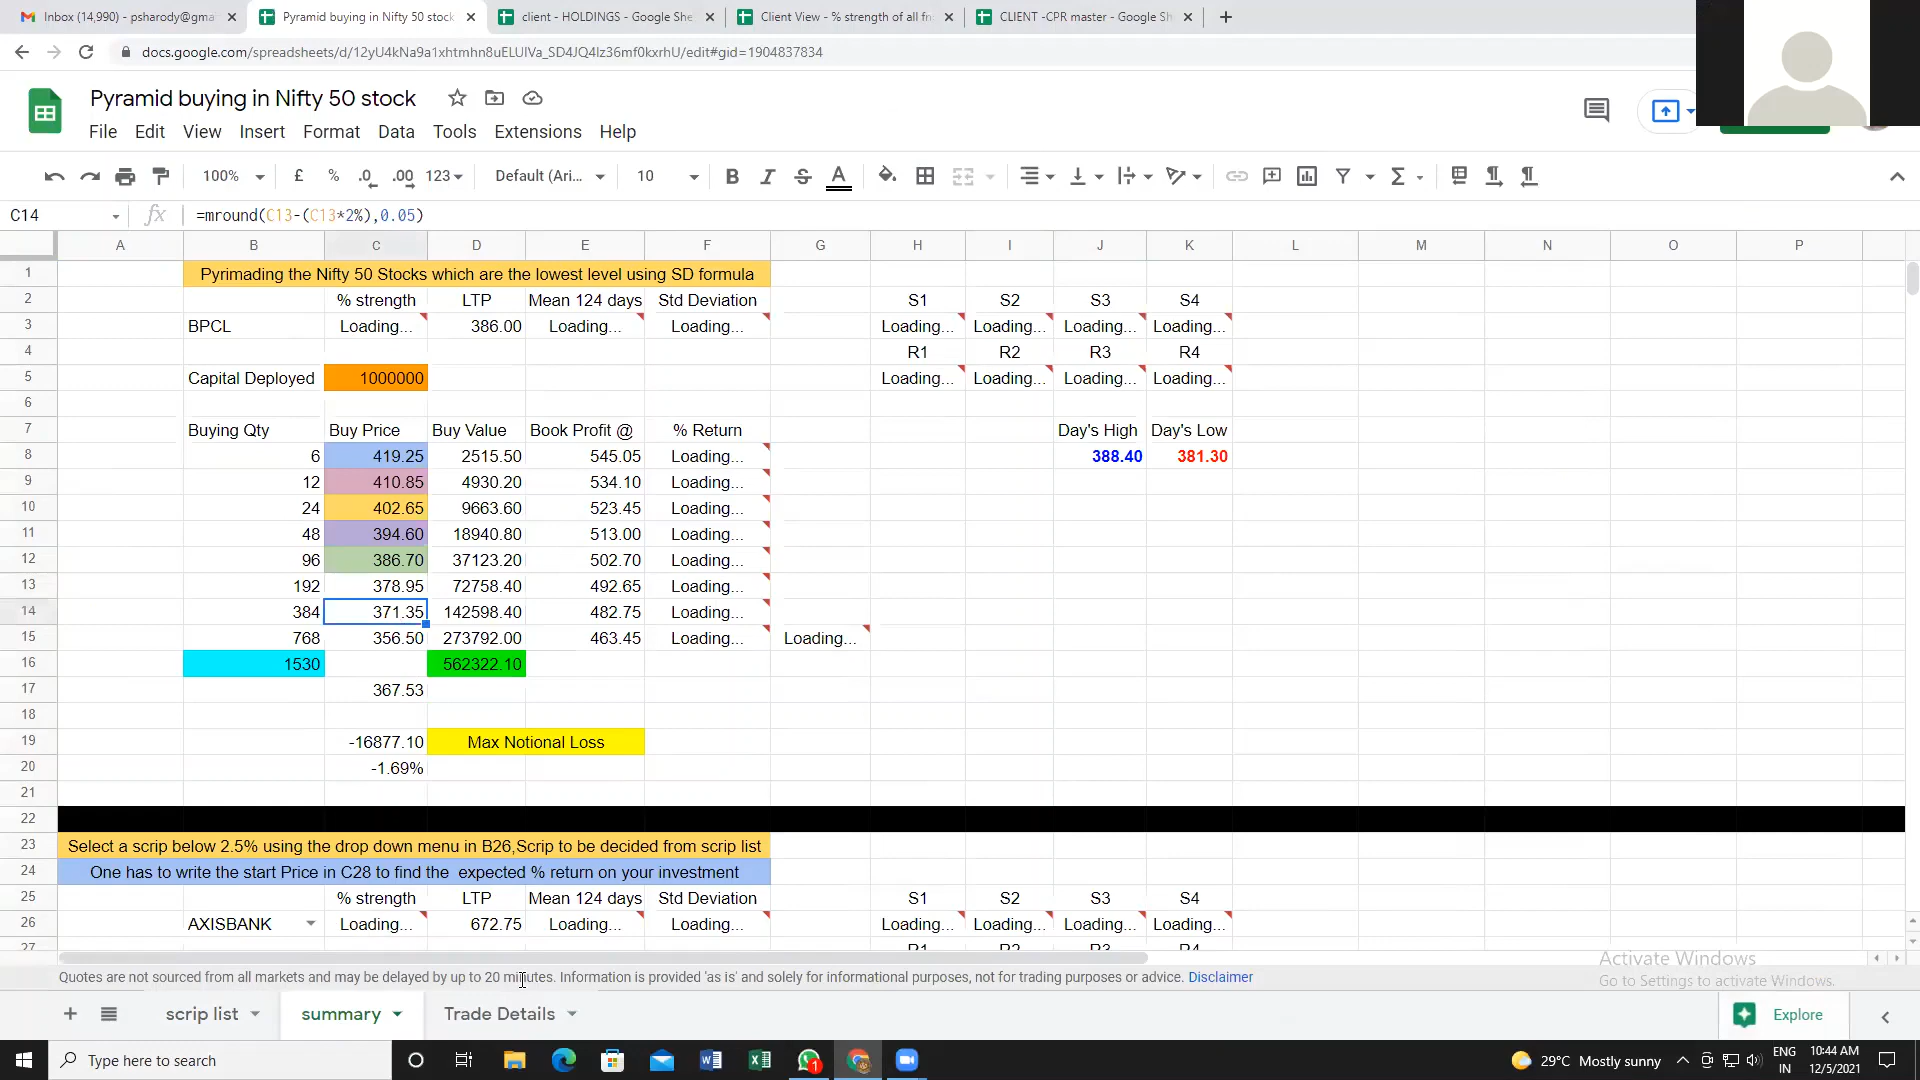 Inbox (14,990) - psharody@gma
Pyramid buying in Nifty 50 stock
client - HOLDINGS - Google She
Client View - % strength of all fn
CLIENT -CPR master - Google Sh
docs.google.com/spreadsheets/d/12yU4kNa9a1xhtmhn8uELUlVa_SD4JQ4lz36mf0kxrhU/edit#gid=1904837834
Pyramid buying in Nifty 50 stock
File Edit View Insert Format Data Tools Extensions Help
100% £ % .0 .00 123 Default (Ari... 10 B I S A Σ
C14 fx =mround(C13-(C13*2%),0.05)
A B C D E F G H I J K L M N O P
1 Pyrimading the Nifty 50 Stocks which are the lowest level using SD formula
2 % strength LTP Mean 124 days Std Deviation S1 S2 S3 S4
3 BPCL Loading... 386.00 Loading... Loading... Loading... Loading... Loading... Loading...
4 R1 R2 R3 R4
5 Capital Deployed 1000000 Loading... Loading... Loading... Loading...
6
7 Buying Qty Buy Price Buy Value Book Profit @ % Return Day's High Day's Low
8 6 419.25 2515.50 545.05 Loading... 388.40 381.30
9 12 410.85 4930.20 534.10 Loading...
10 24 402.65 9663.60 523.45 Loading...
11 48 394.60 18940.80 513.00 Loading...
12 96 386.70 37123.20 502.70 Loading...
13 192 378.95 72758.40 492.65 Loading...
14 384 371.35 142598.40 482.75 Loading...
15 768 356.50 273792.00 463.45 Loading... Loading...
16 1530 562322.10
17 367.53
18
19 -16877.10 Max Notional Loss
20 -1.69%
21
22
23 Select a scrip below 2.5% using the drop down menu in B26,Scrip to be decided from scrip list
24 One has to write the start Price in C28 to find the expected % return on your investment
25 % strength LTP Mean 124 days Std Deviation S1 S2 S3 S4
26 AXISBANK Loading... 672.75 Loading... Loading... Loading... Loading... Loading... Loading...
27 R1 R2 R3 R4
Quotes are not sourced from all markets and may be delayed by up to 20 minutes. Information is provided 'as is' and solely for informational purposes, not for trading purposes or advice. Disclaimer
Activate Windows
Go to Settings to activate Windows.
scrip list summary Trade Details Explore
Type here to search
1
29°C Mostly sunny
ENG
IN
10:44 AM
12/5/2021